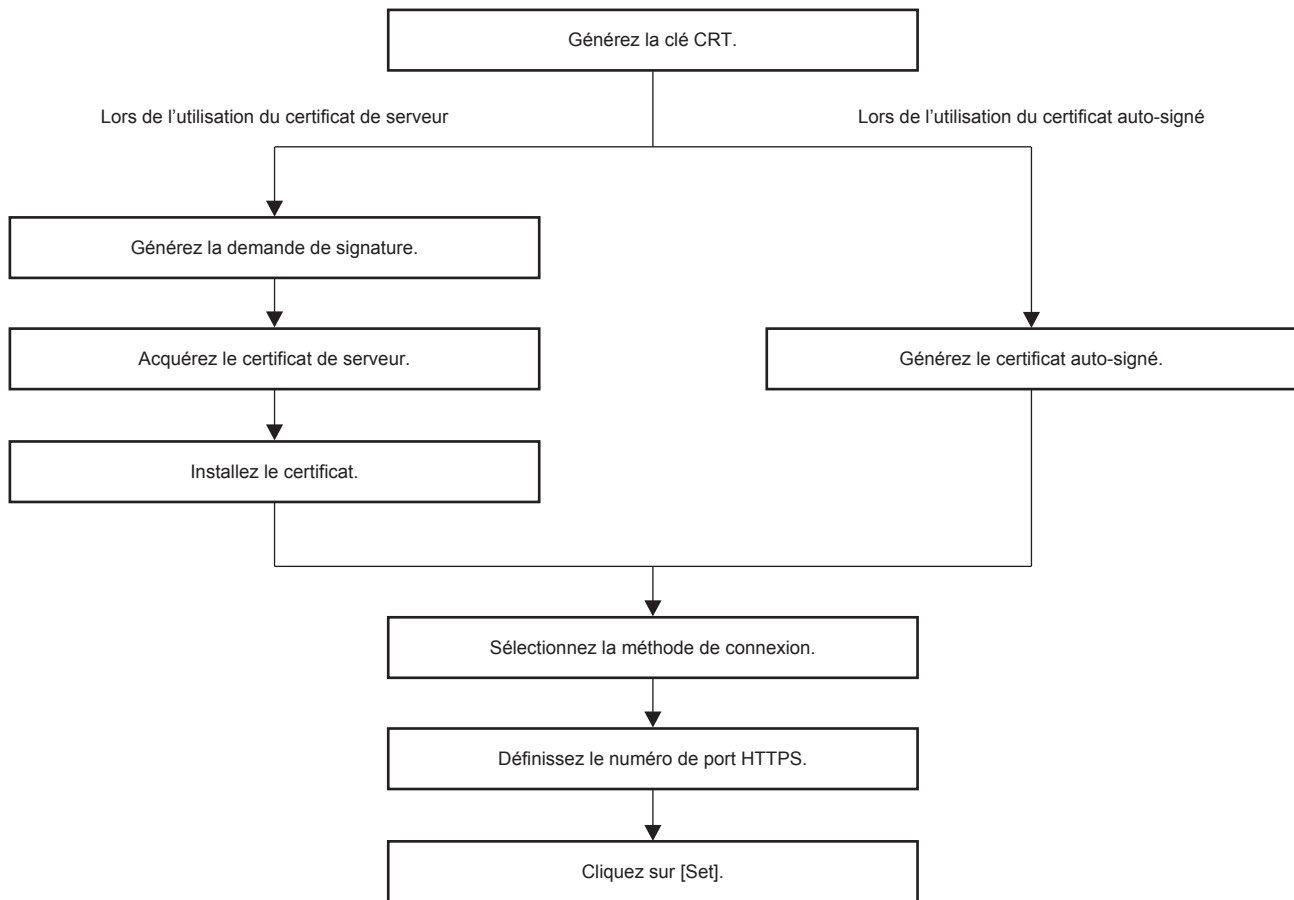 Générez la clé CRT.
Lors de l’utilisation du certificat de serveur
Lors de l’utilisation du certificat auto-signé
Générez la demande de signature.
Acquérez le certificat de serveur.
Générez le certificat auto-signé.
Installez le certificat.
Sélectionnez la méthode de connexion.
Définissez le numéro de port HTTPS.
Cliquez sur [Set].